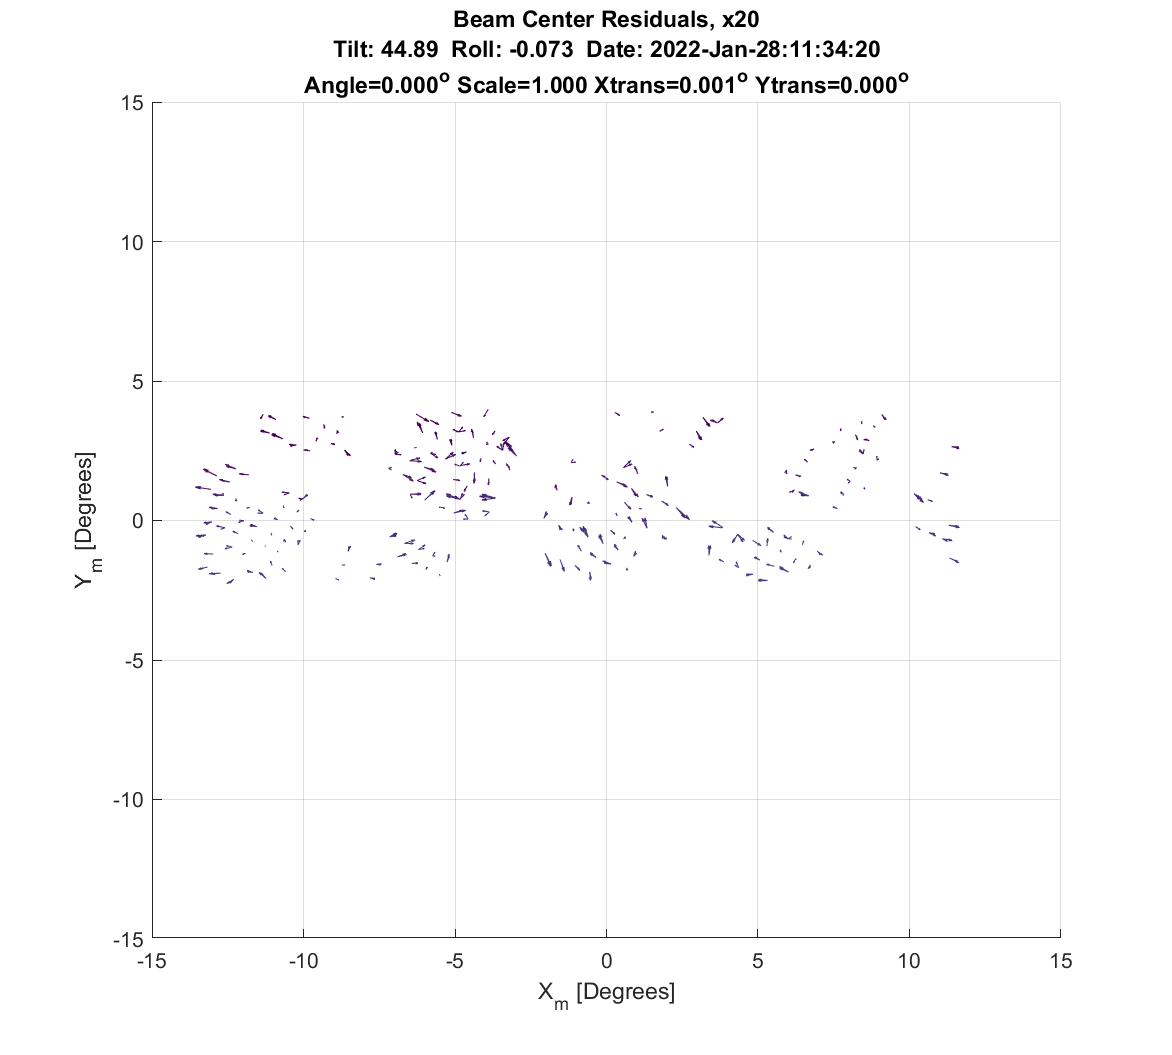 Beam Center Residuals, x20
Tilt: 44.89 Roll: -0.073 Date: 2022-Jan-28:11:34:20
Angle=0.000° Scale=1.000 Xtrans=0.001° Ytrans=0.000°
15
10
5
0
-5
-10
-15
Ym [Degrees]
-15 -10 -5 0 5 10 15
Xm [Degrees]